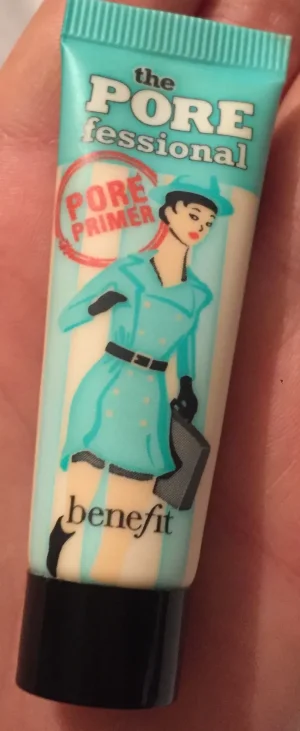 the
PORE
fessional
PORE
PRIMER
benefit